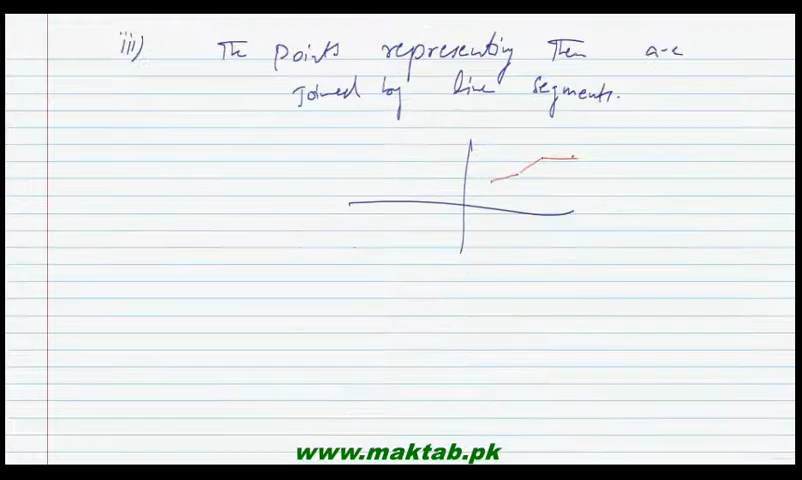 iii) The points representing them are
joined by line segments.
www.maktab.pk